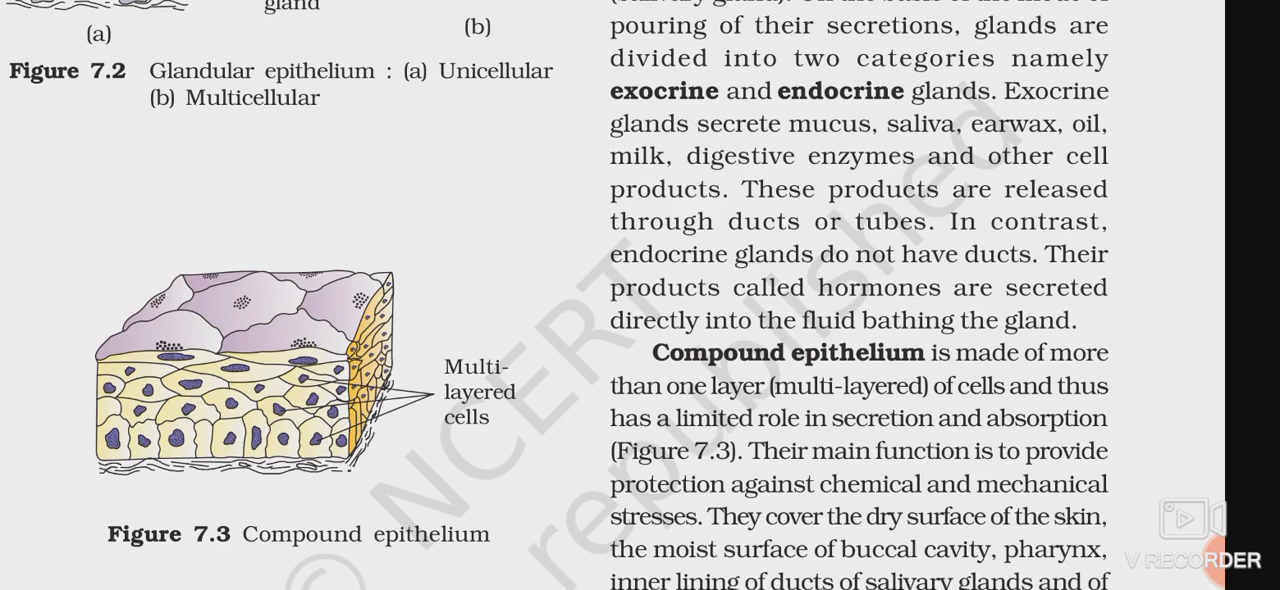 gland
(a)
(b)
Figure 7.2 Glandular epithelium : (a) Unicellular
(b) Multicellular
Multi-
layered
cells
Figure 7.3 Compound epithelium
pouring of their secretions, glands are
divided into two categories namely
exocrine and endocrine glands. Exocrine
glands secrete mucus, saliva, earwax, oil,
milk, digestive enzymes and other cell
products. These products are released
through ducts or tubes. In contrast,
endocrine glands do not have ducts. Their
products called hormones are secreted
directly into the fluid bathing the gland.
Compound epithelium is made of more
than one layer (multi-layered) of cells and thus
has a limited role in secretion and absorption
(Figure 7.3). Their main function is to provide
protection against chemical and mechanical
stresses. They cover the dry surface of the skin,
the moist surface of buccal cavity, pharynx,
inner lining of ducts of salivary glands and of
© NCERT
republished
V RECORDER